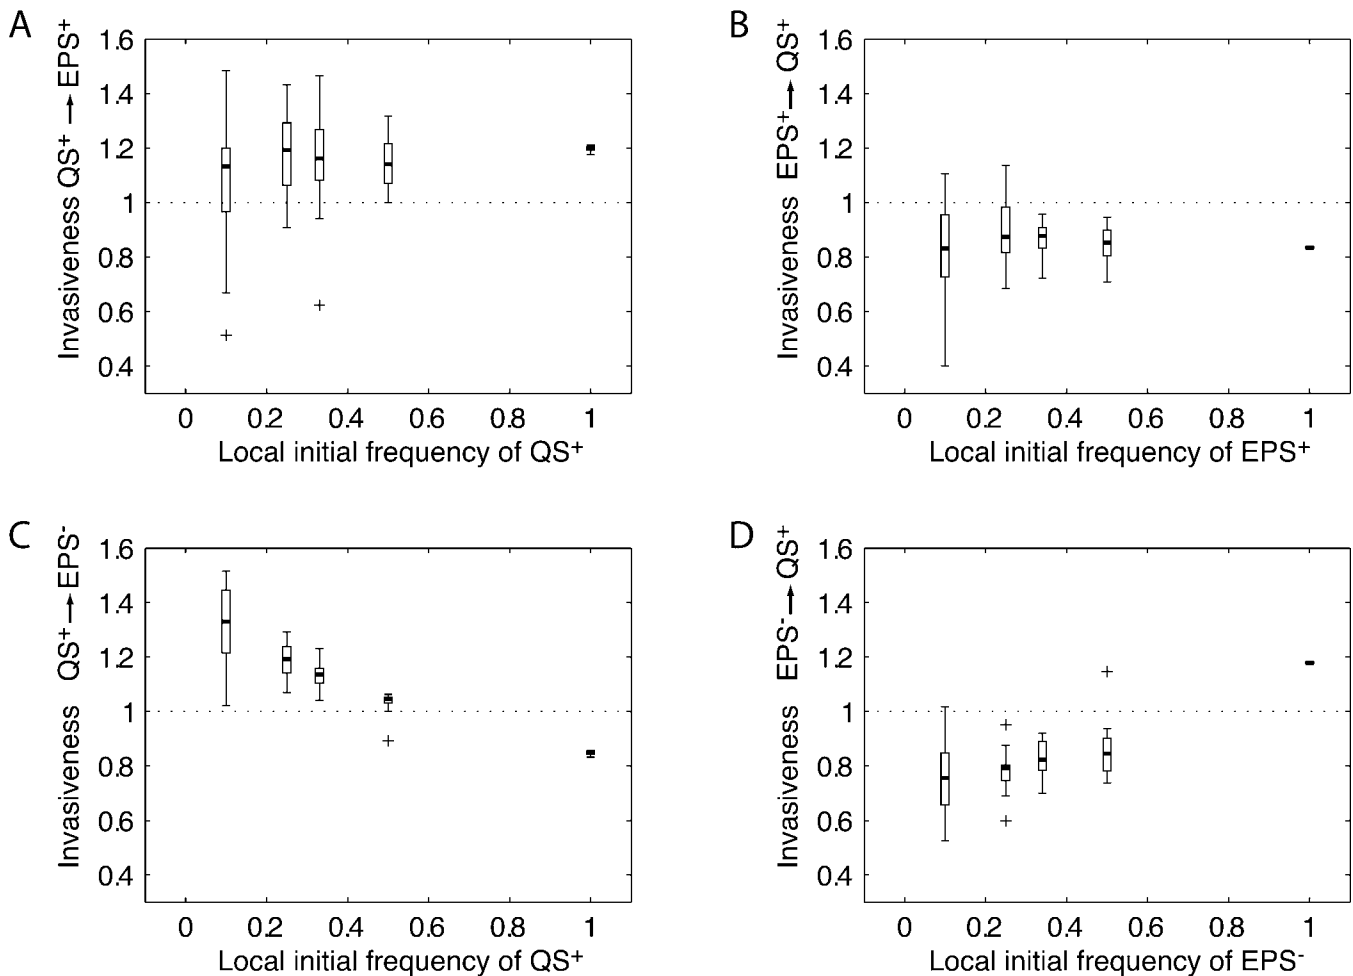 A
Invasiveness QS+ → EPS+
1.6
1.4
1.2
1
0.8
0.6
0.4
0 0.2 0.4 0.6 0.8 1
Local initial frequency of QS+
B
Invasiveness EPS+ → QS+
1.6
1.4
1.2
1
0.8
0.6
0.4
0 0.2 0.4 0.6 0.8 1
Local initial frequency of EPS+
C
Invasiveness QS+ → EPS-
1.6
1.4
1.2
1
0.8
0.6
0.4
0 0.2 0.4 0.6 0.8 1
Local initial frequency of QS+
D
Invasiveness EPS- → QS+
1.6
1.4
1.2
1
0.8
0.6
0.4
0 0.2 0.4 0.6 0.8 1
Local initial frequency of EPS-